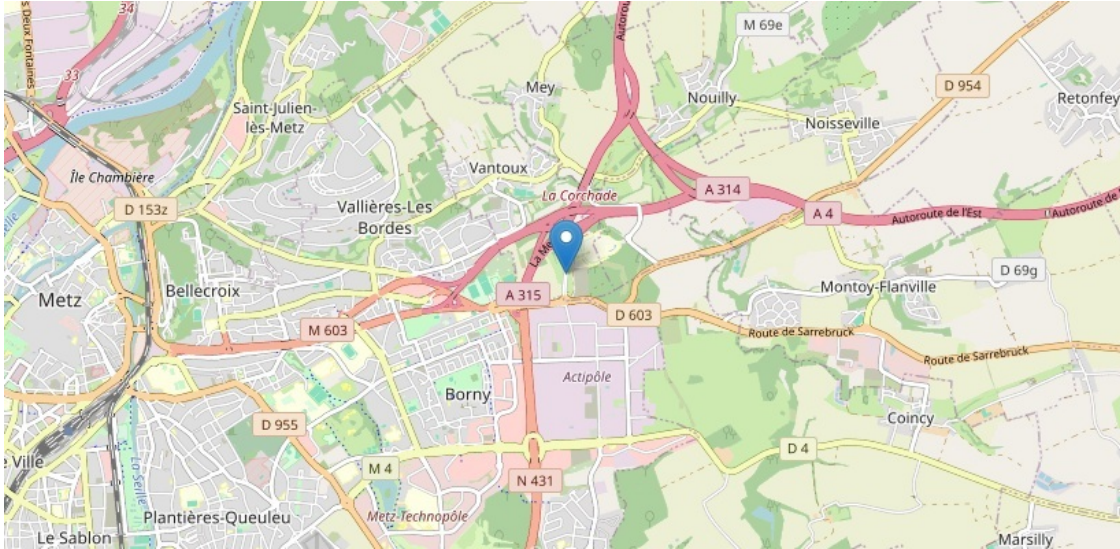 s Deux Fontaines
34
33
Autoroute
M 69e
D 954
Retonfey
Mey
Nouilly
Noisseville
Saint-Julien-
lès-Metz
Île Chambière
Vantoux
La Corchade
A 314
D 153z
Vallières-Les
Bordes
A 4
Autoroute de l'Est
Autoroute de
La Me
Metz
Bellecroix
A 315
D 69g
Montoy-Flanville
M 603
D 603
Route de Sarrebruck
Route de Sarrebruck
Actipôle
Borny
Coincy
D 955
D 4
M 4
e Ville
La Seille
N 431
Plantières-Queuleu
Metz-Technopôle
Le Sablon
Marsilly